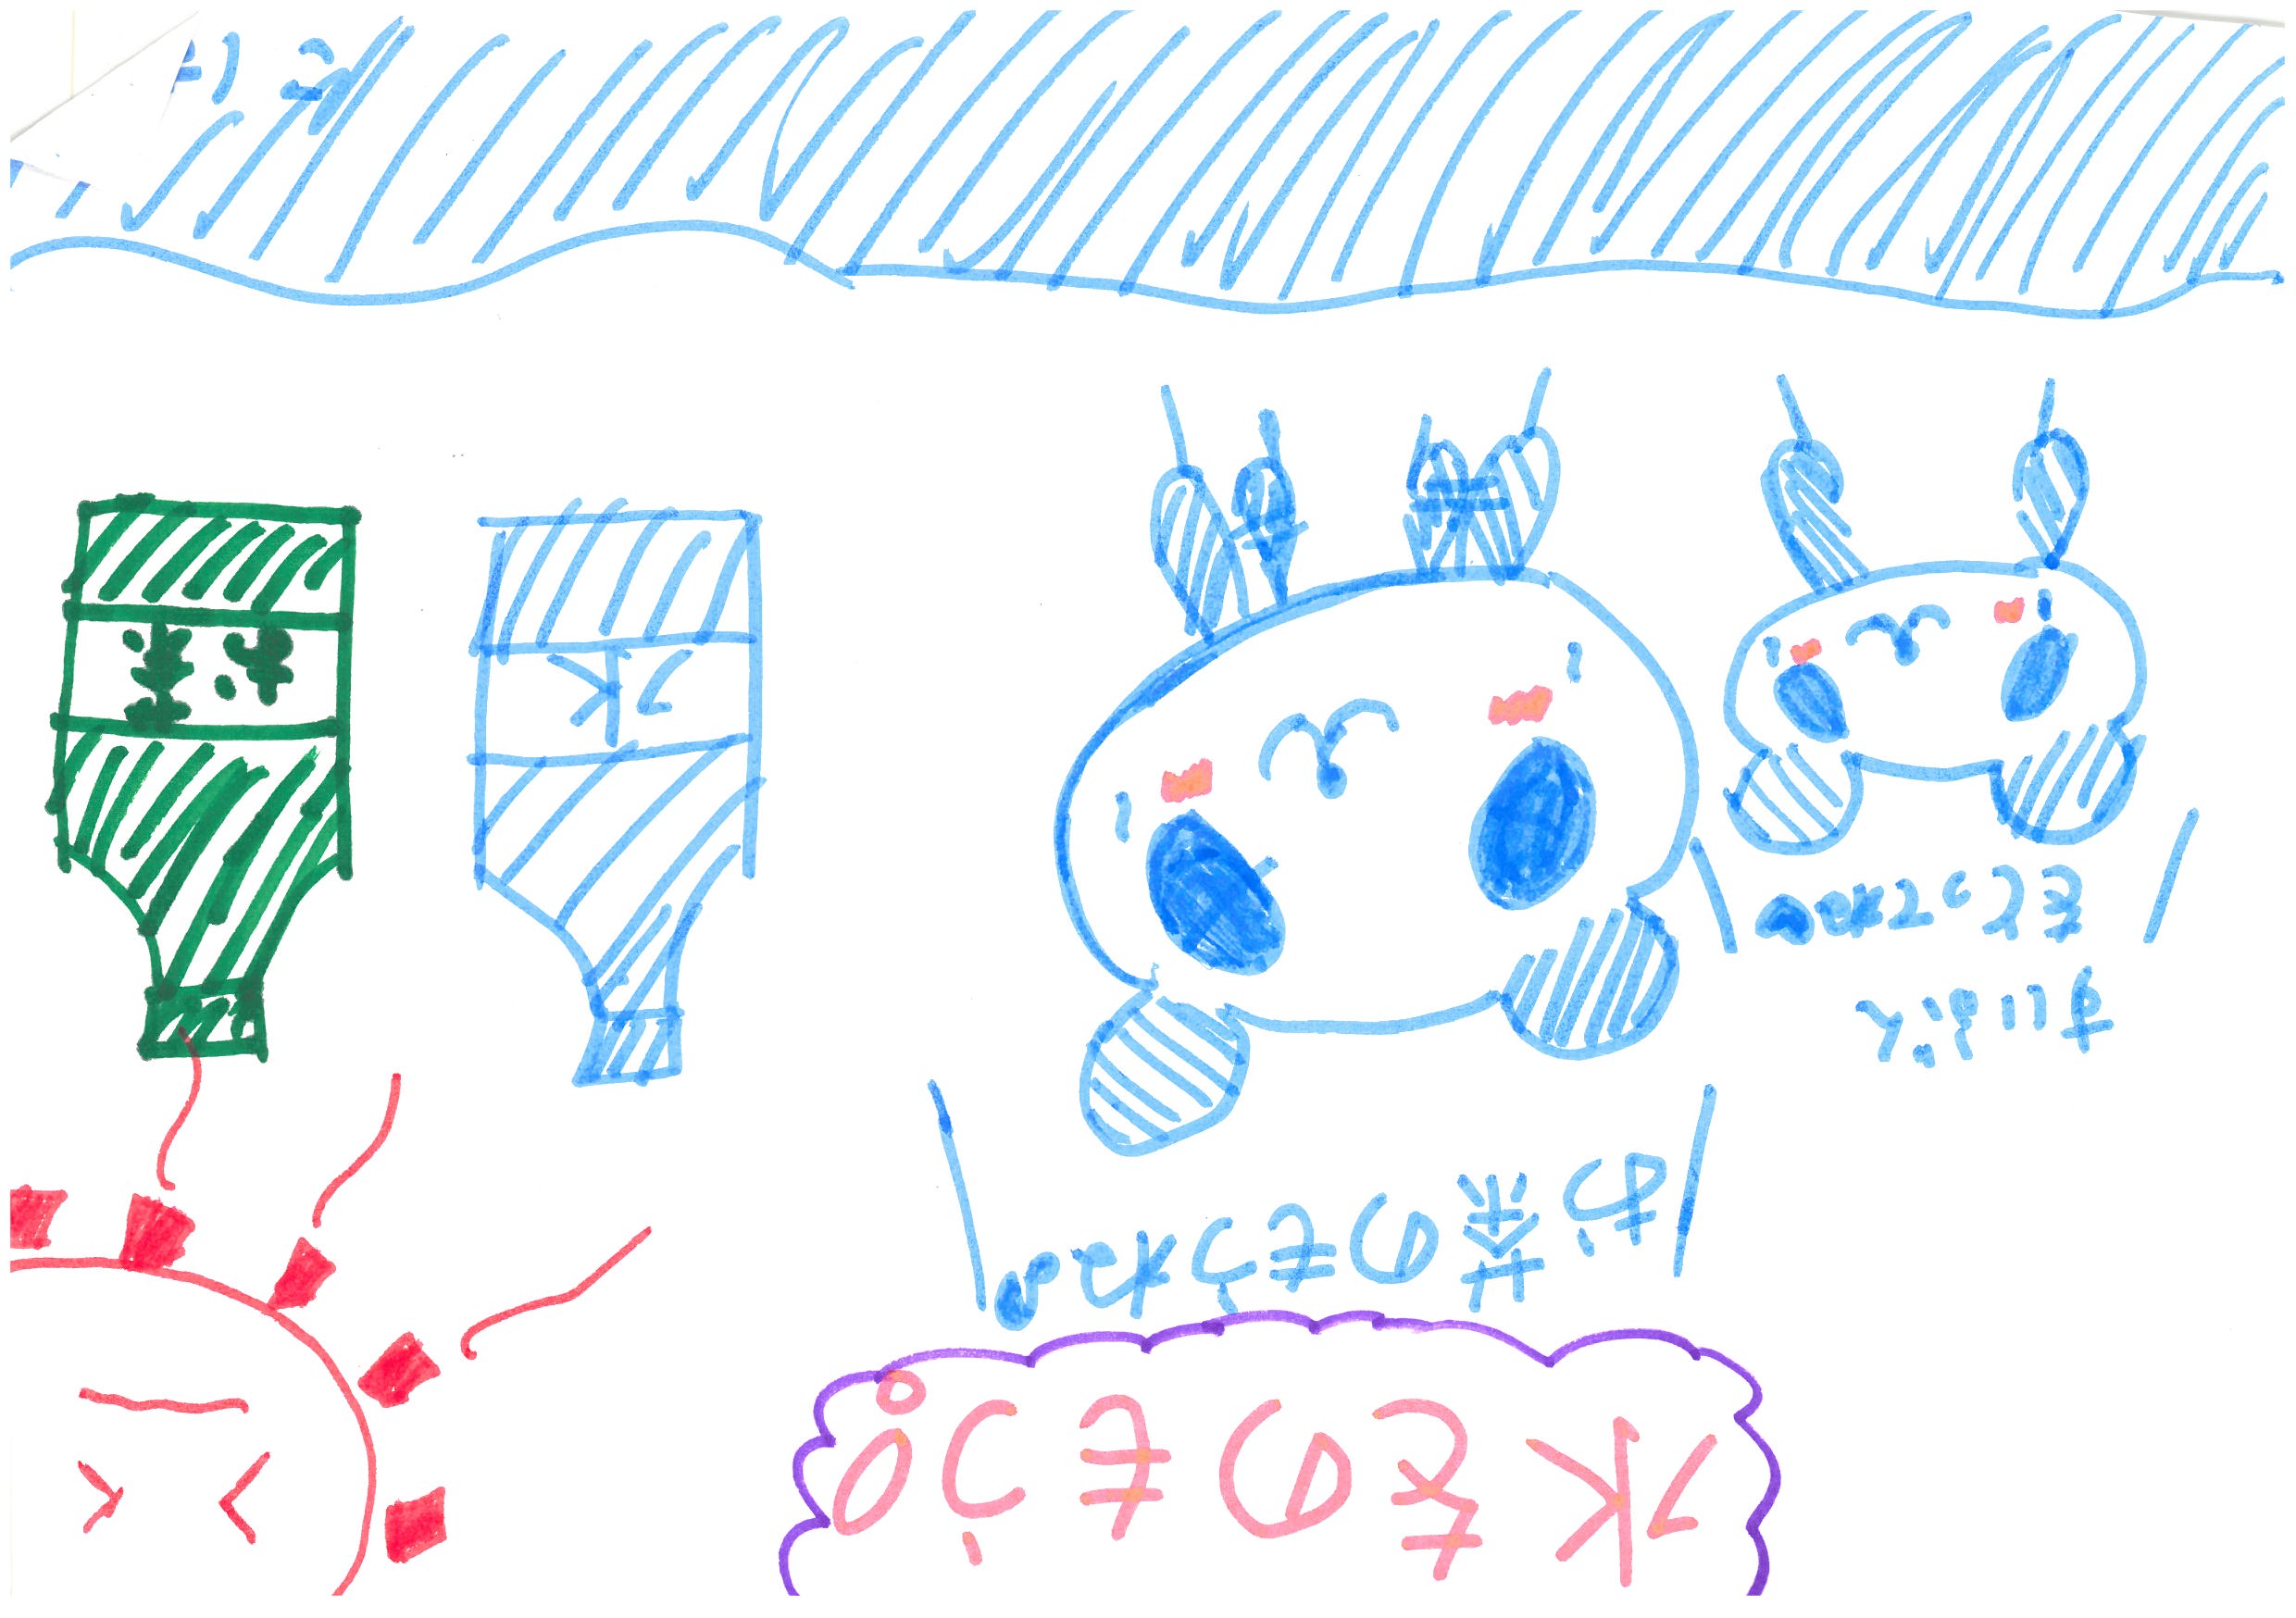 水をのもう!
お茶のもうね♪
すいぶん
をとってね♥
水
お茶